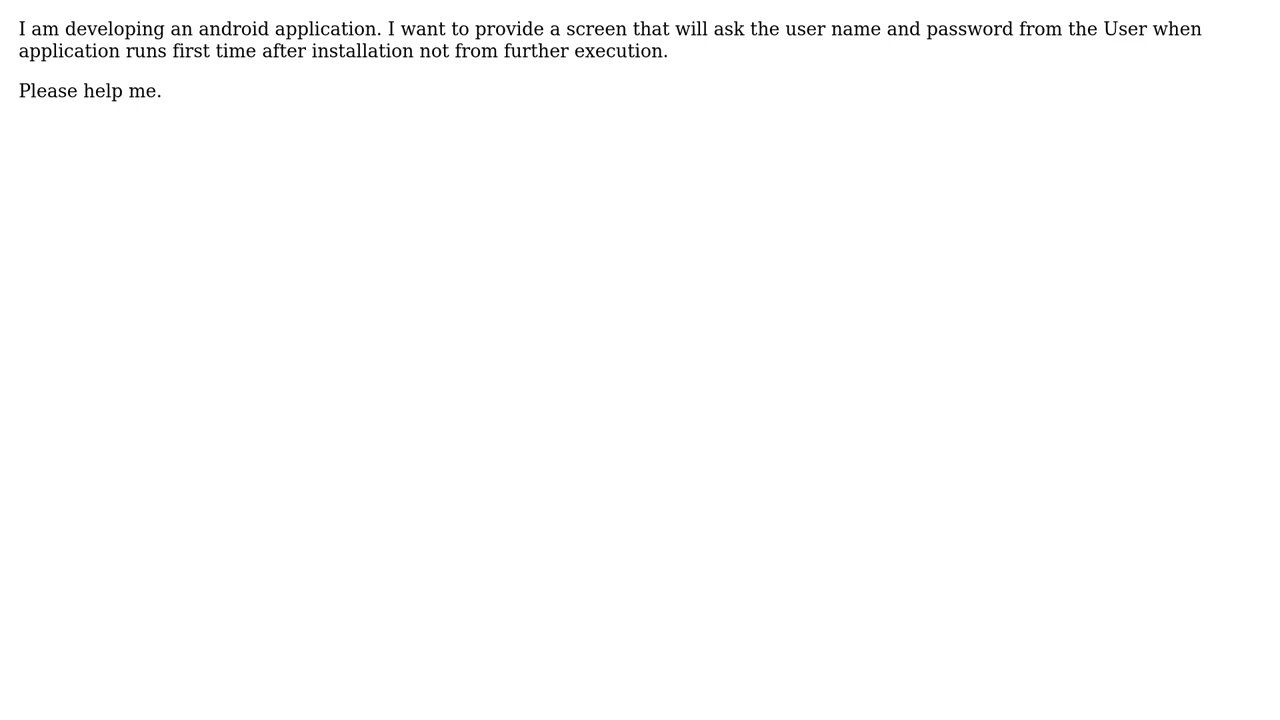 I am developing an android application. I want to provide a screen that will ask the user name and password from the User when
application runs first time after installation not from further execution.
Please help me.